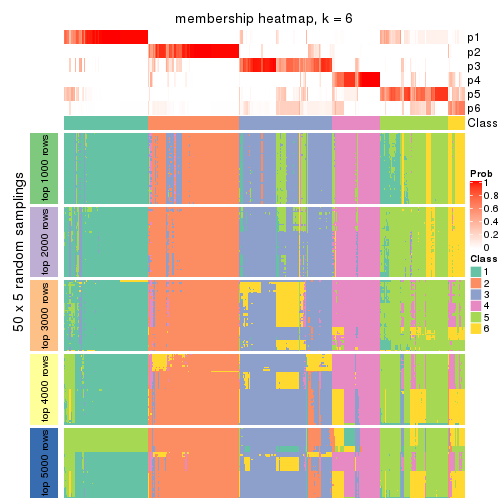 membership heatmap, k = 6
p1
p2
p3
p4
p5
p6
Class
50 x 5 random samplings
top 1000 rows
top 2000 rows
top 3000 rows
top 4000 rows
top 5000 rows
Prob
1
0.8
0.6
0.4
0.2
0
Class
1
2
3
4
5
6